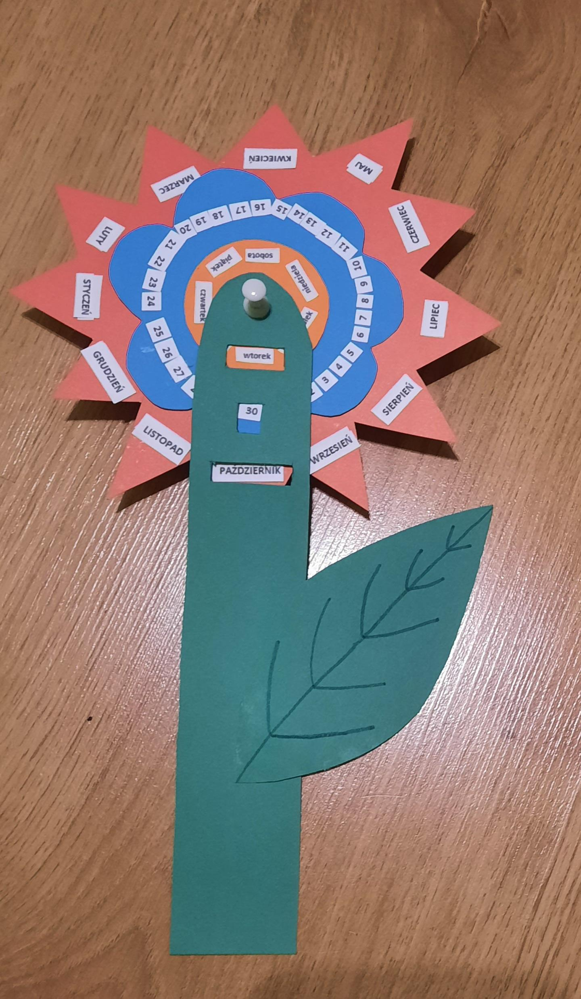 KWIECIEŃ
MAJ
CZERWIEC
LIPIEC
SIERPIEŃ
WRZESIEŃ
PAŹDZIERNIK
LISTOPAD
GRUDZIEŃ
STYCZEŃ
LUTY
MARZEC
16
15
14
13
12
11
10
9
8
7
6
5
4
3
30
27
26
25
24
23
22
21
20
19
18
17
sobota
niedziela
wtorek
czwartek
piątek